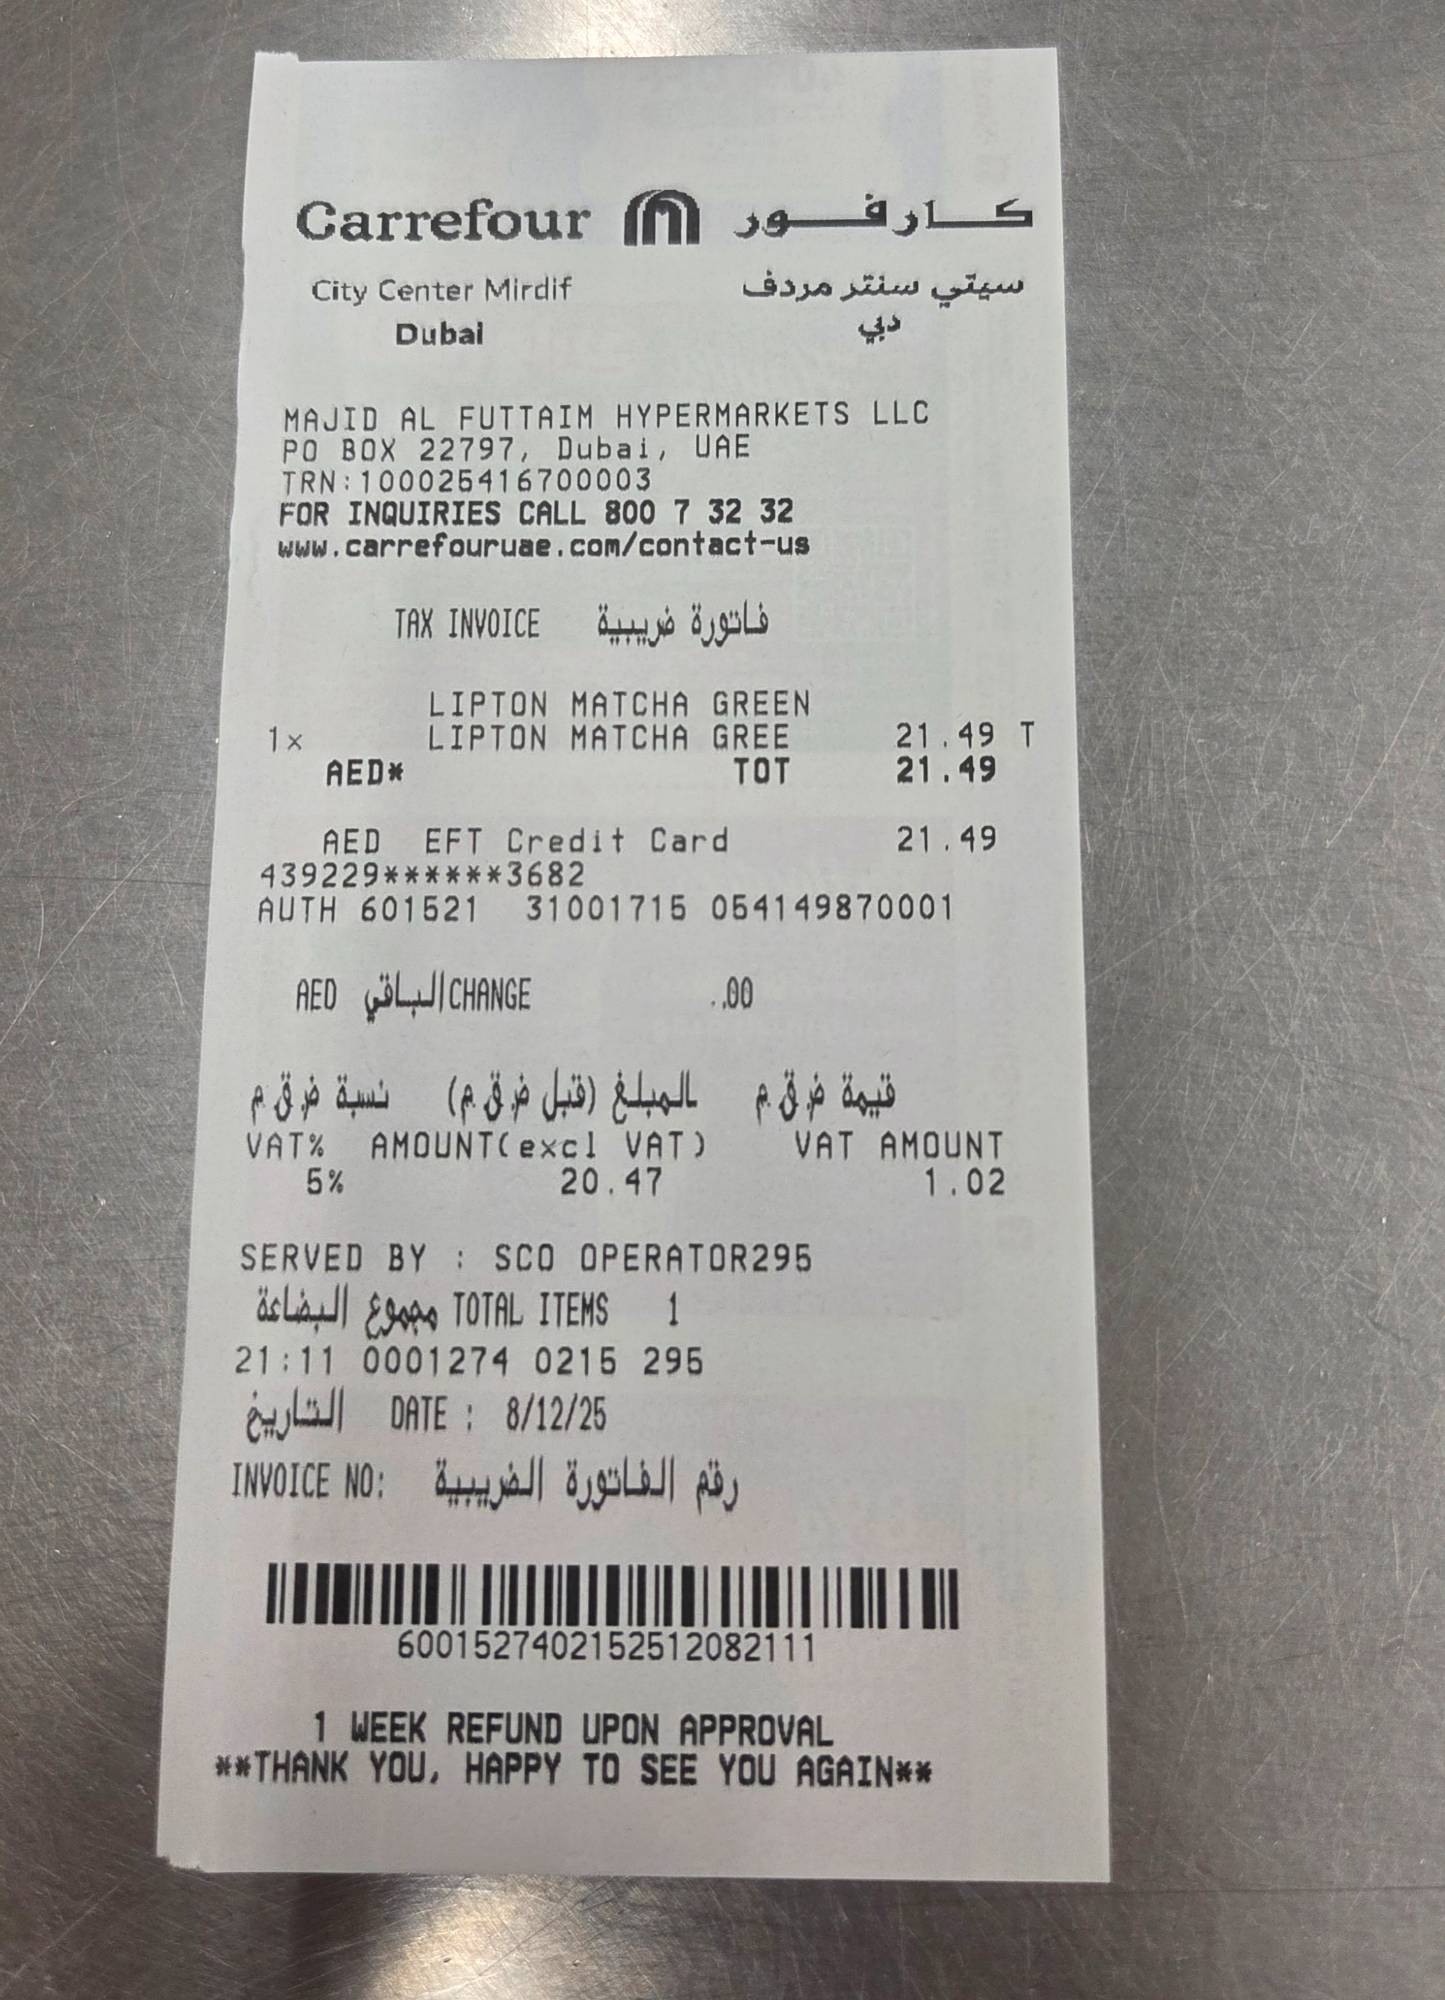 Carrefour كارفور
City Center Mirdif سيتي سنتر مردف
Dubai دبي
MAJID AL FUTTAIM HYPERMARKETS LLC
PO BOX 22797, Dubai, UAE
TRN:100025416700003
FOR INQUIRIES CALL 800 7 32 32
www.carrefouruae.com/contact-us
TAX INVOICE فاتورة ضريبية
LIPTON MATCHA GREEN
1x LIPTON MATCHA GREE 21.49 T
AED* TOT 21.49
AED EFT Credit Card 21.49
439229******3682
AUTH 601521 31001715 054149870001
AED الباقي CHANGE .00
نسبة ض.ق.م المبلغ (قبل ض.ق.م) قيمة ض.ق.م
VAT% AMOUNT(excl VAT) VAT AMOUNT
5% 20.47 1.02
SERVED BY : SCO OPERATOR295
مجموع البضاعة TOTAL ITEMS 1
21:11 0001274 0215 295
التاريخ DATE : 8/12/25
INVOICE NO: رقم الفاتورة الضريبية
6001527402152512082111
1 WEEK REFUND UPON APPROVAL
**THANK YOU, HAPPY TO SEE YOU AGAIN**